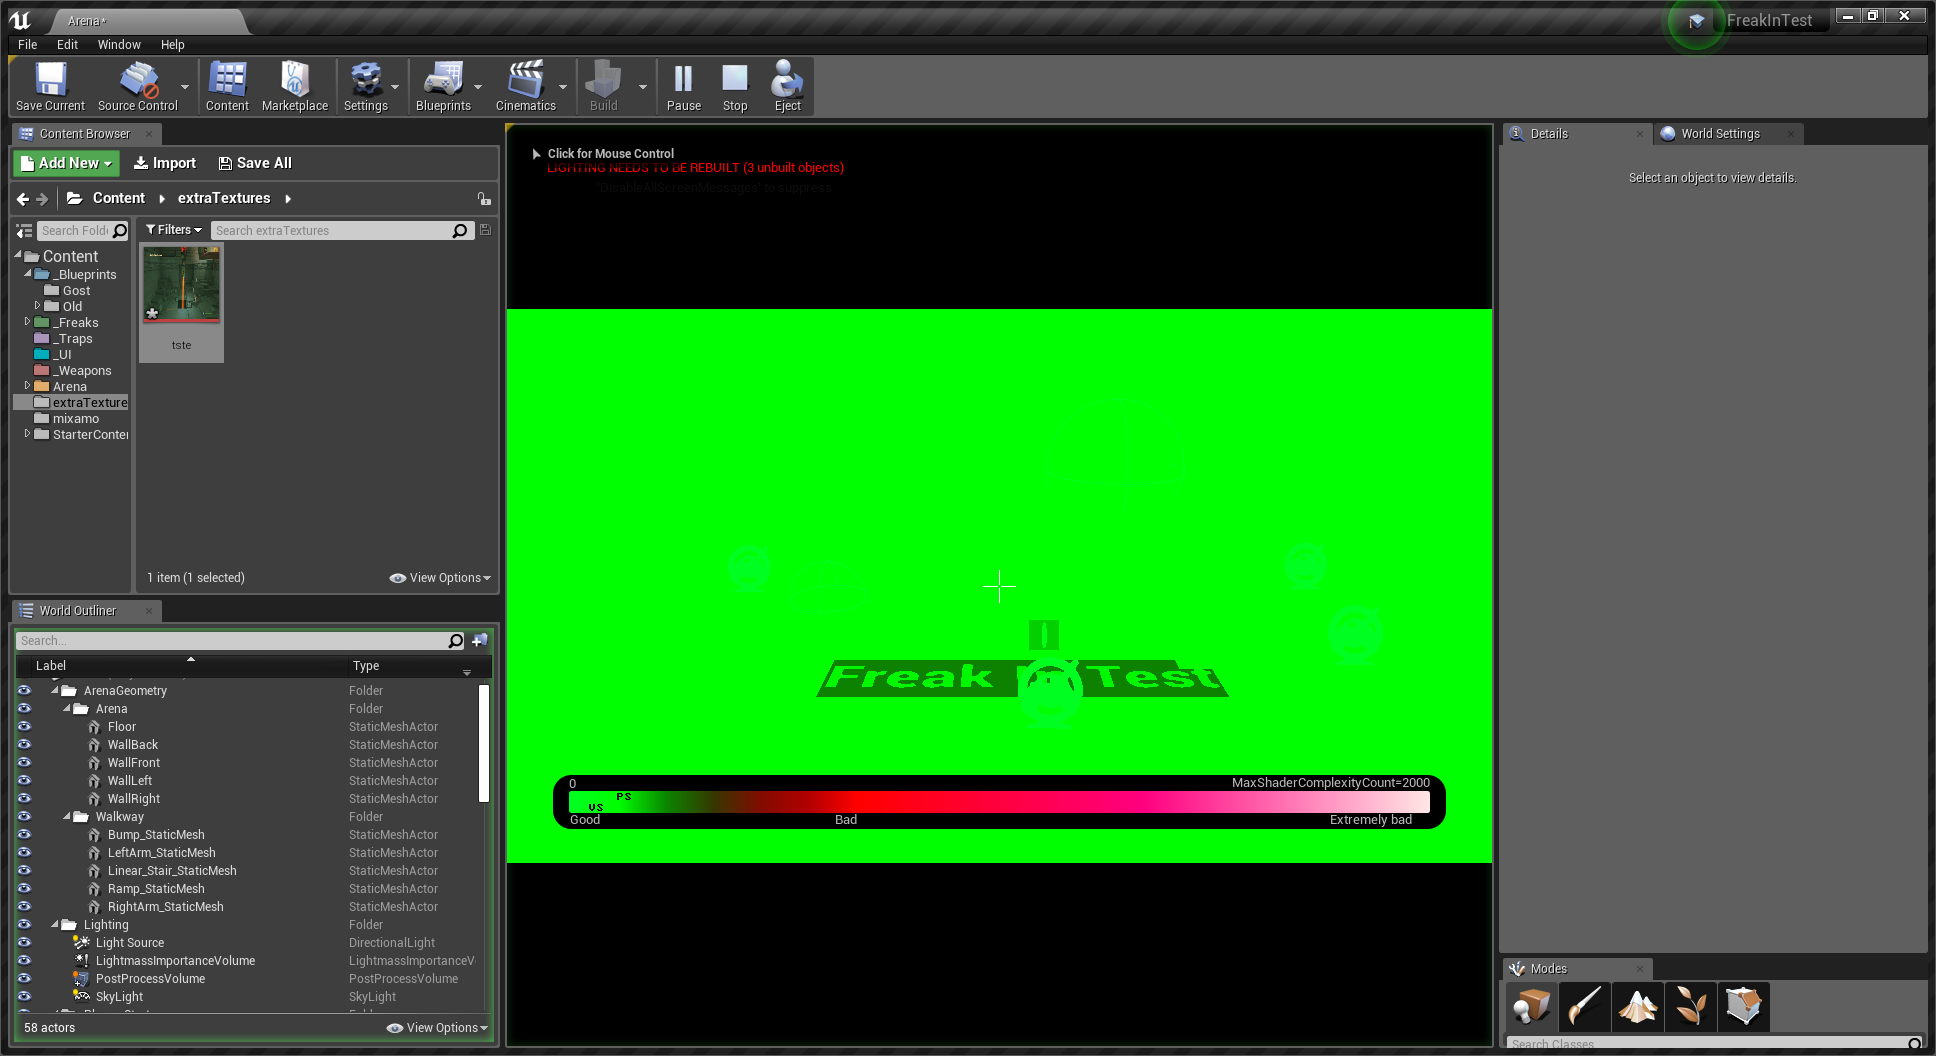 Arena*
FreakInTest
File Edit Window Help
Save Current Source Control Content Marketplace Settings Blueprints Cinematics Build Pause Stop Eject
Content Browser
Add New Import Save All
Content extraTextures
Search Folde Filters Search extraTextures
Content
_Blueprints
Gost
Old
_Freaks
_Traps
_UI
_Weapons
Arena
extraTexture
mixamo
StarterConter
tste
1 item (1 selected) View Options
World Outliner
Search...
Label Type
ArenaGeometry Folder
Arena Folder
Floor StaticMeshActor
WallBack StaticMeshActor
WallFront StaticMeshActor
WallLeft StaticMeshActor
WallRight StaticMeshActor
Walkway Folder
Bump_StaticMesh StaticMeshActor
LeftArm_StaticMesh StaticMeshActor
Linear_Stair_StaticMesh StaticMeshActor
Ramp_StaticMesh StaticMeshActor
RightArm_StaticMesh StaticMeshActor
Lighting Folder
Light Source DirectionalLight
LightmassImportanceVolume LightmassImportanceV
PostProcessVolume PostProcessVolume
SkyLight SkyLight
58 actors View Options
Click for Mouse Control
LIGHTING NEEDS TO BE REBUILT (3 unbuilt objects)
'DisableAllScreenMessages' to suppress
Freak Test
0 MaxShaderComplexityCount=2000
PS
VS
Good Bad Extremely bad
Details World Settings
Select an object to view details.
Modes
Search Classes